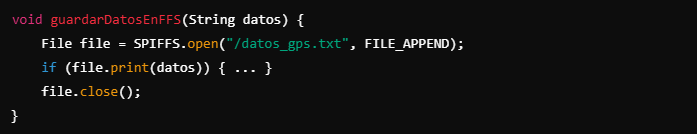 void guardarDatosEnFFS(String datos) {
    File file = SPIFFS.open("/datos_gps.txt", FILE_APPEND);
    if (file.print(datos)) { ... }
    file.close();
}